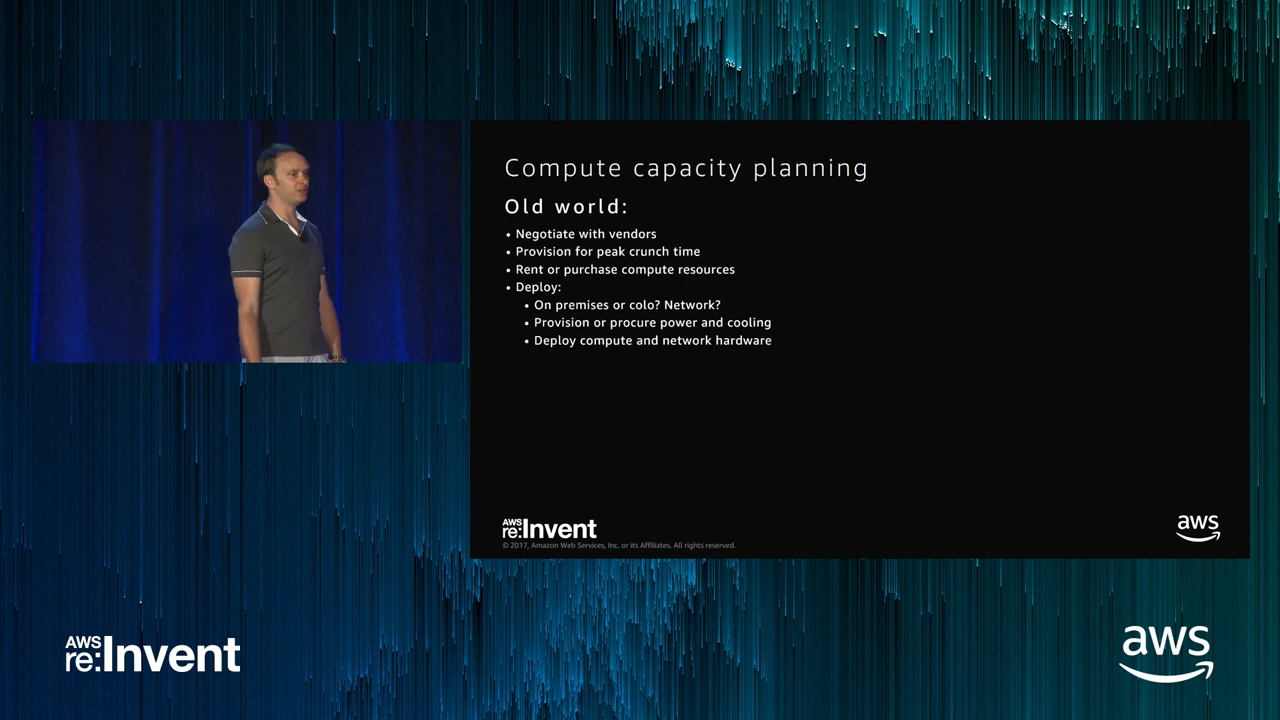 Compute capacity planning
Old world:
• Negotiate with vendors
• Provision for peak crunch time
• Rent or purchase compute resources
• Deploy:
• On premises or colo? Network?
• Provision or procure power and cooling
• Deploy compute and network hardware
AWS
re:Invent
© 2017, Amazon Web Services, Inc. or its Affiliates. All rights reserved.
aws
AWS
re:Invent
aws